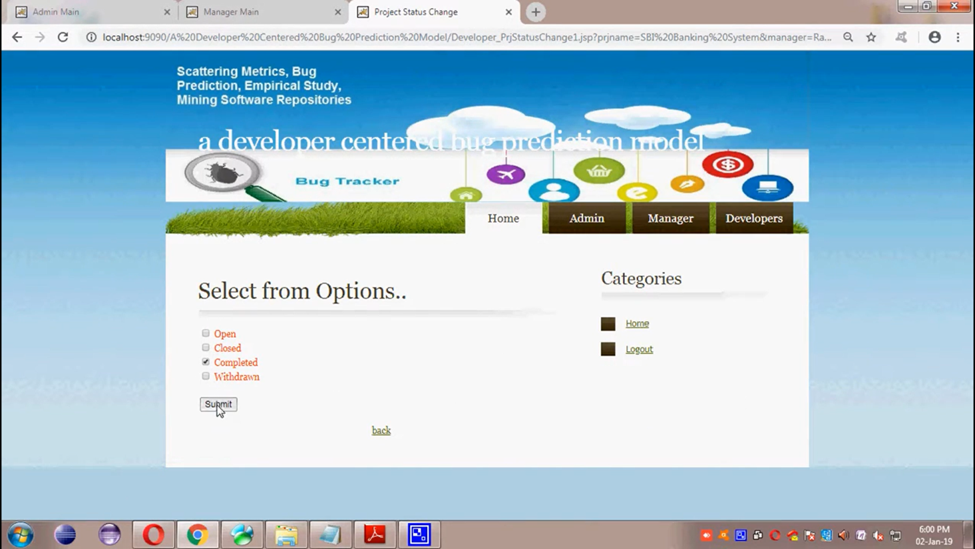 Admin Main
Manager Main
Project Status Change
localhost:9090/A%20Developer%20Centered%20Bug%20Prediction%20Model/Developer_PrjStatusChange1.jsp?prjname=SBI%20Banking%20System&manager=Ra...
Scattering Metrics, Bug
Prediction, Empirical Study,
Mining Software Repositories
a developer centered bug prediction model
Bug Tracker
Home
Admin
Manager
Developers
Select from Options..
Categories
Open
Closed
Completed
Withdrawn
Submit
back
Home
Logout
6:00 PM
02-Jan-19